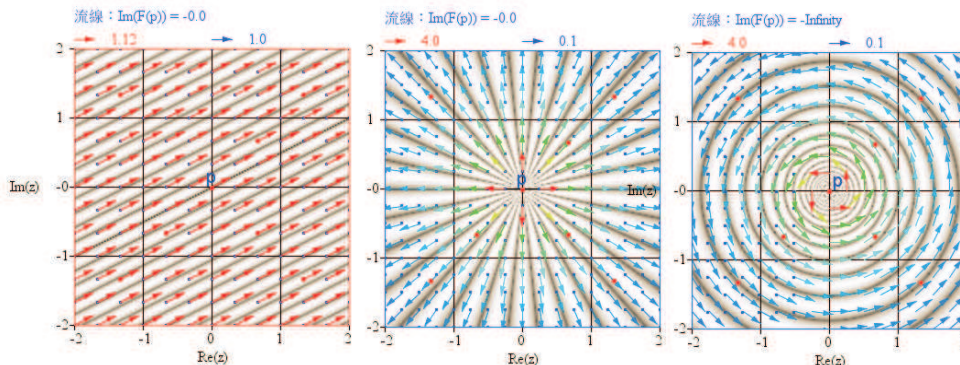 流線：Im(F(p)) = -0.0
1.12 1.0
2
1
-0
-1
-2
Im(z)
p
-2 -1 0 1 2
Re(z)
流線：Im(F(p)) = -0.0
4.0 0.1
2
1
-0
-1
-2
Im(z)
p
-2 -1 0 1 2
Re(z)
流線：Im(F(p)) = -Infinity
4.0 0.1
2
1
-0
-1
-2
p
-2 -1 0 1 2
Re(z)